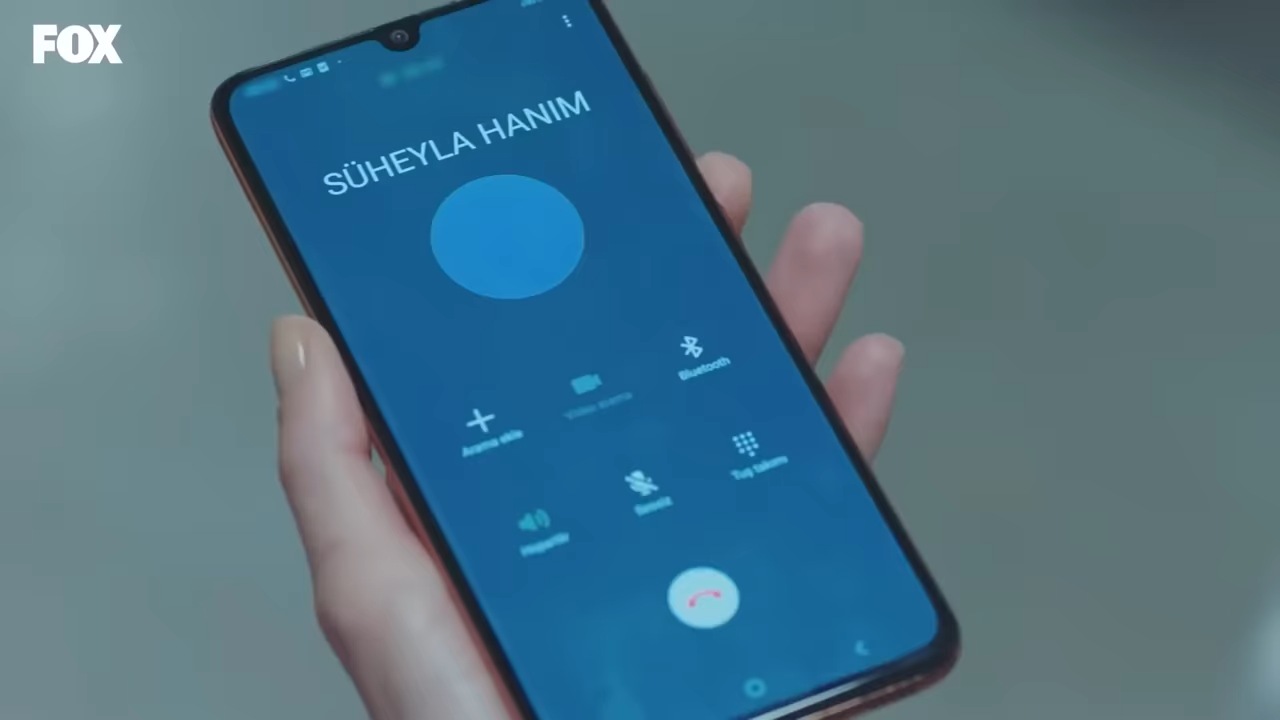 FOX
SÜHEYLA HANIM
Bluetooth
Arama ekle
Tuş takımı
Sessiz
Hoparlör